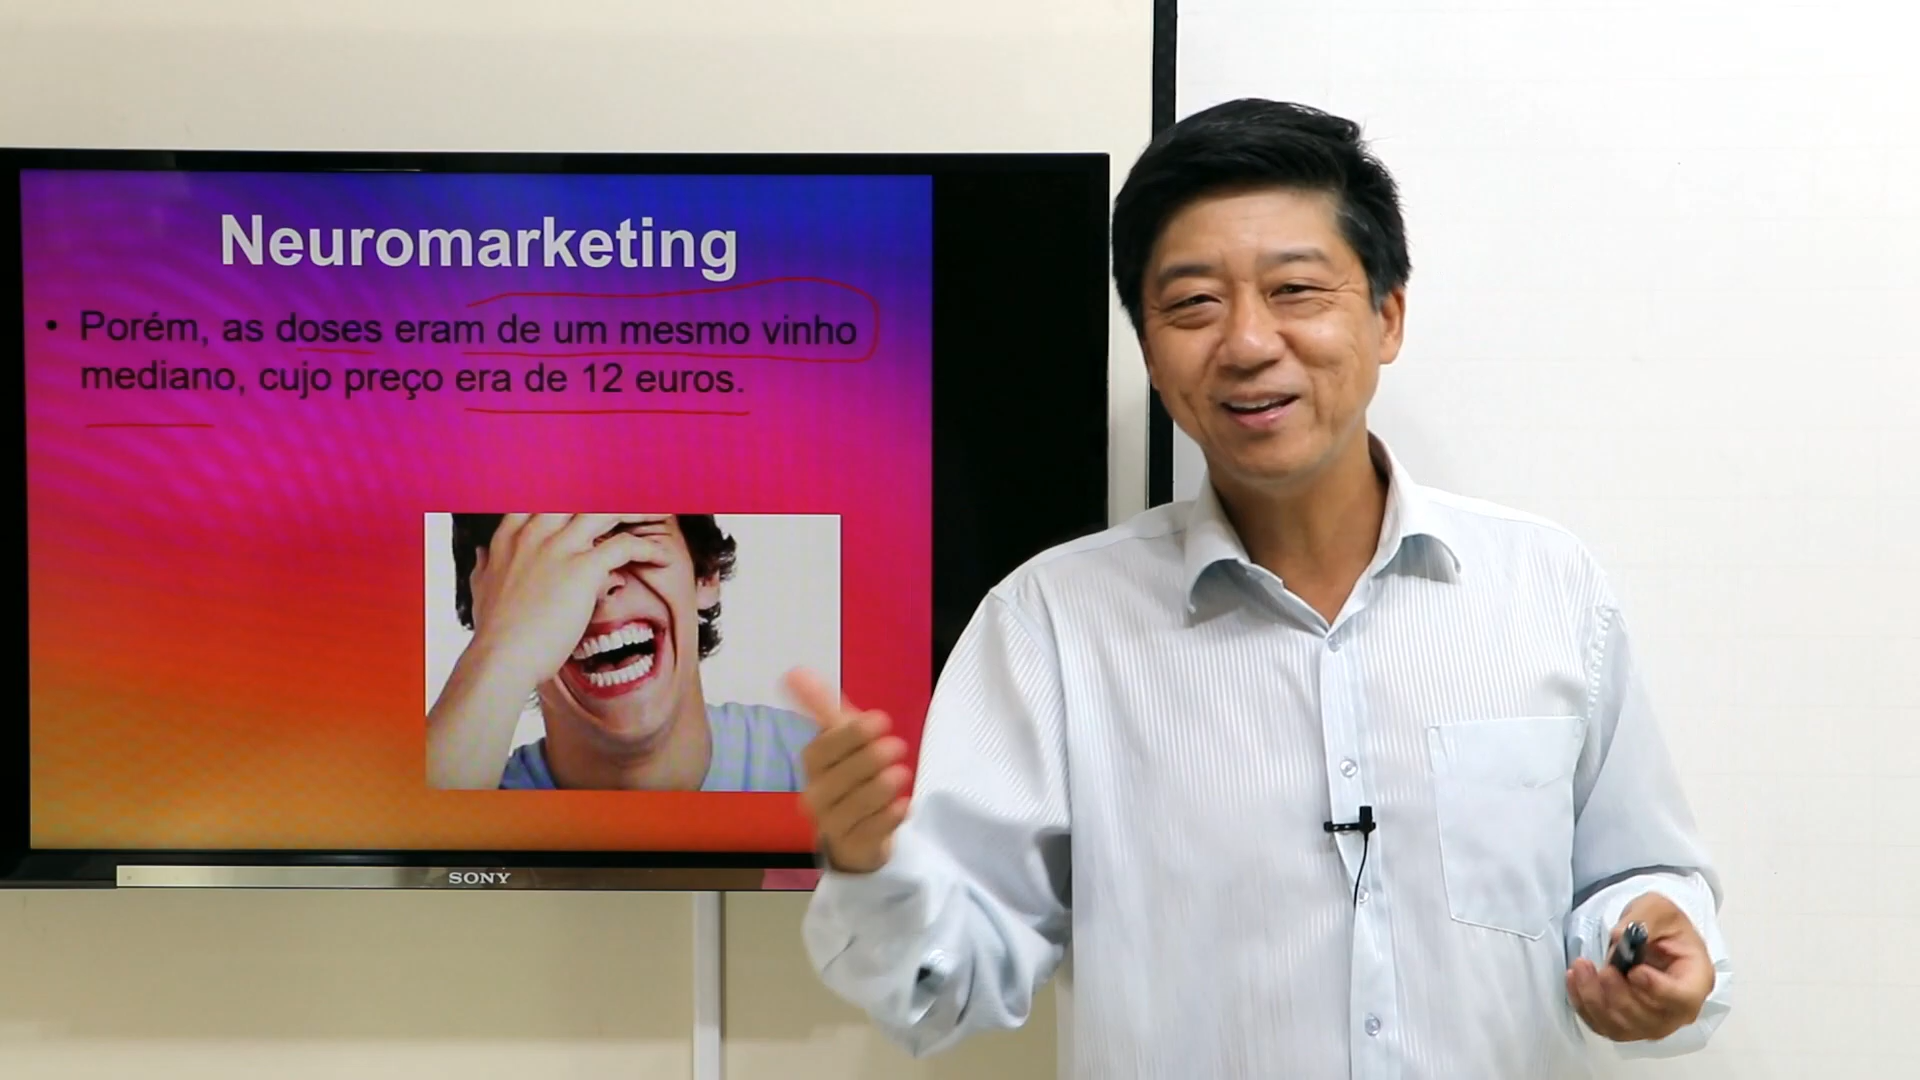 Neuromarketing
• Porém, as doses eram de um mesmo vinho
mediano, cujo preço era de 12 euros.
SONY